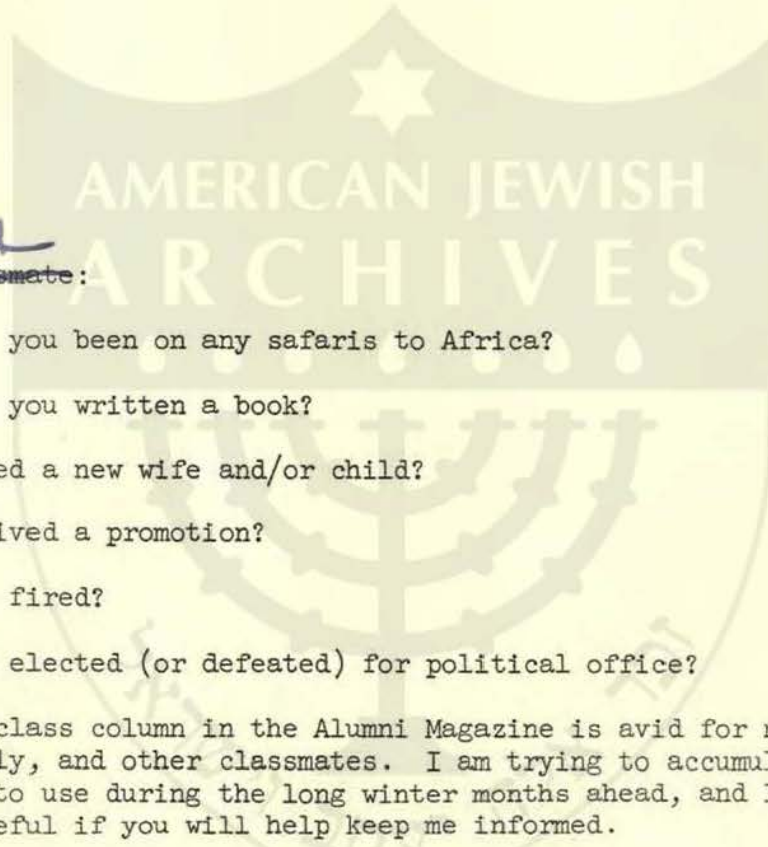 AMERICAN JEWISH
ARCHIVES
smate:
you been on any safaris to Africa?
you written a book?
ed a new wife and/or child?
ived a promotion?
fired?
elected (or defeated) for political office?
class column in the Alumni Magazine is avid for
ly, and other classmates. I am trying to accumul
to use during the long winter months ahead, and
eful if you will help keep me informed.